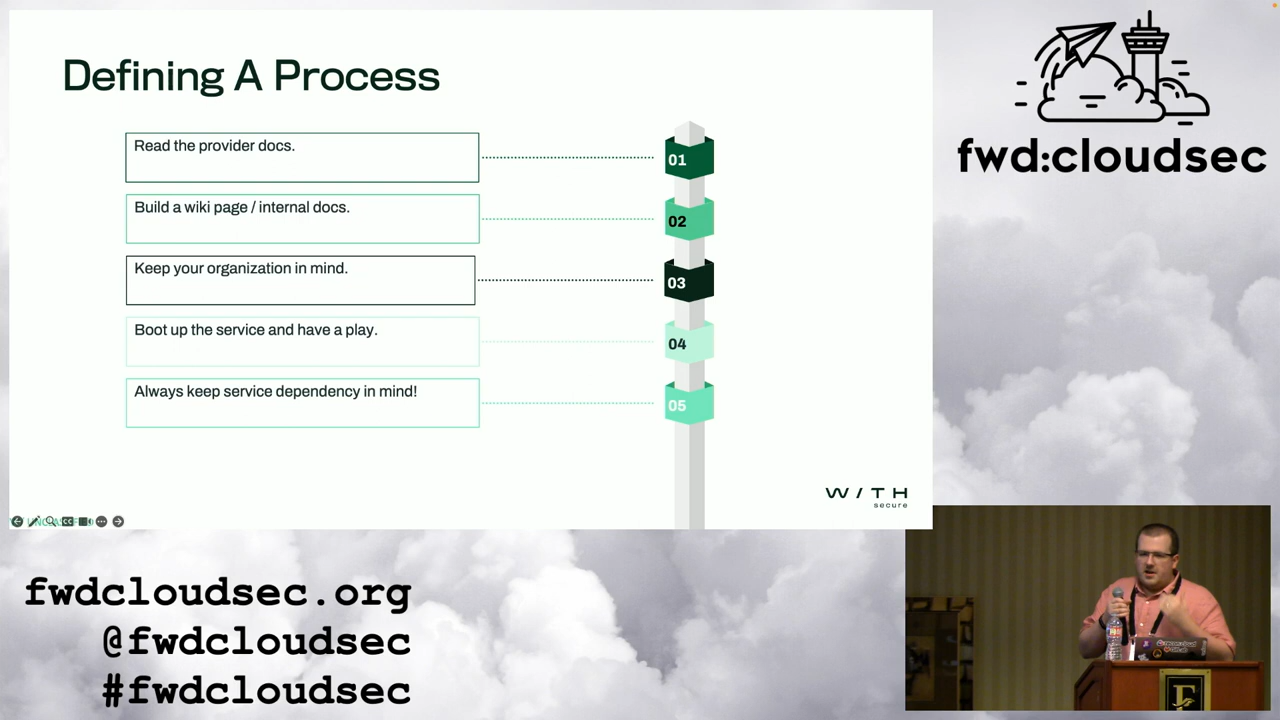 Defining A Process
Read the provider docs.
01
Build a wiki page / internal docs.
02
Keep your organization in mind.
03
Boot up the service and have a play.
04
Always keep service dependency in mind!
05
W / T H
secure
fwd:cloudsec
fwdcloudsec.org
@fwdcloudsec
#fwdcloudsec
E